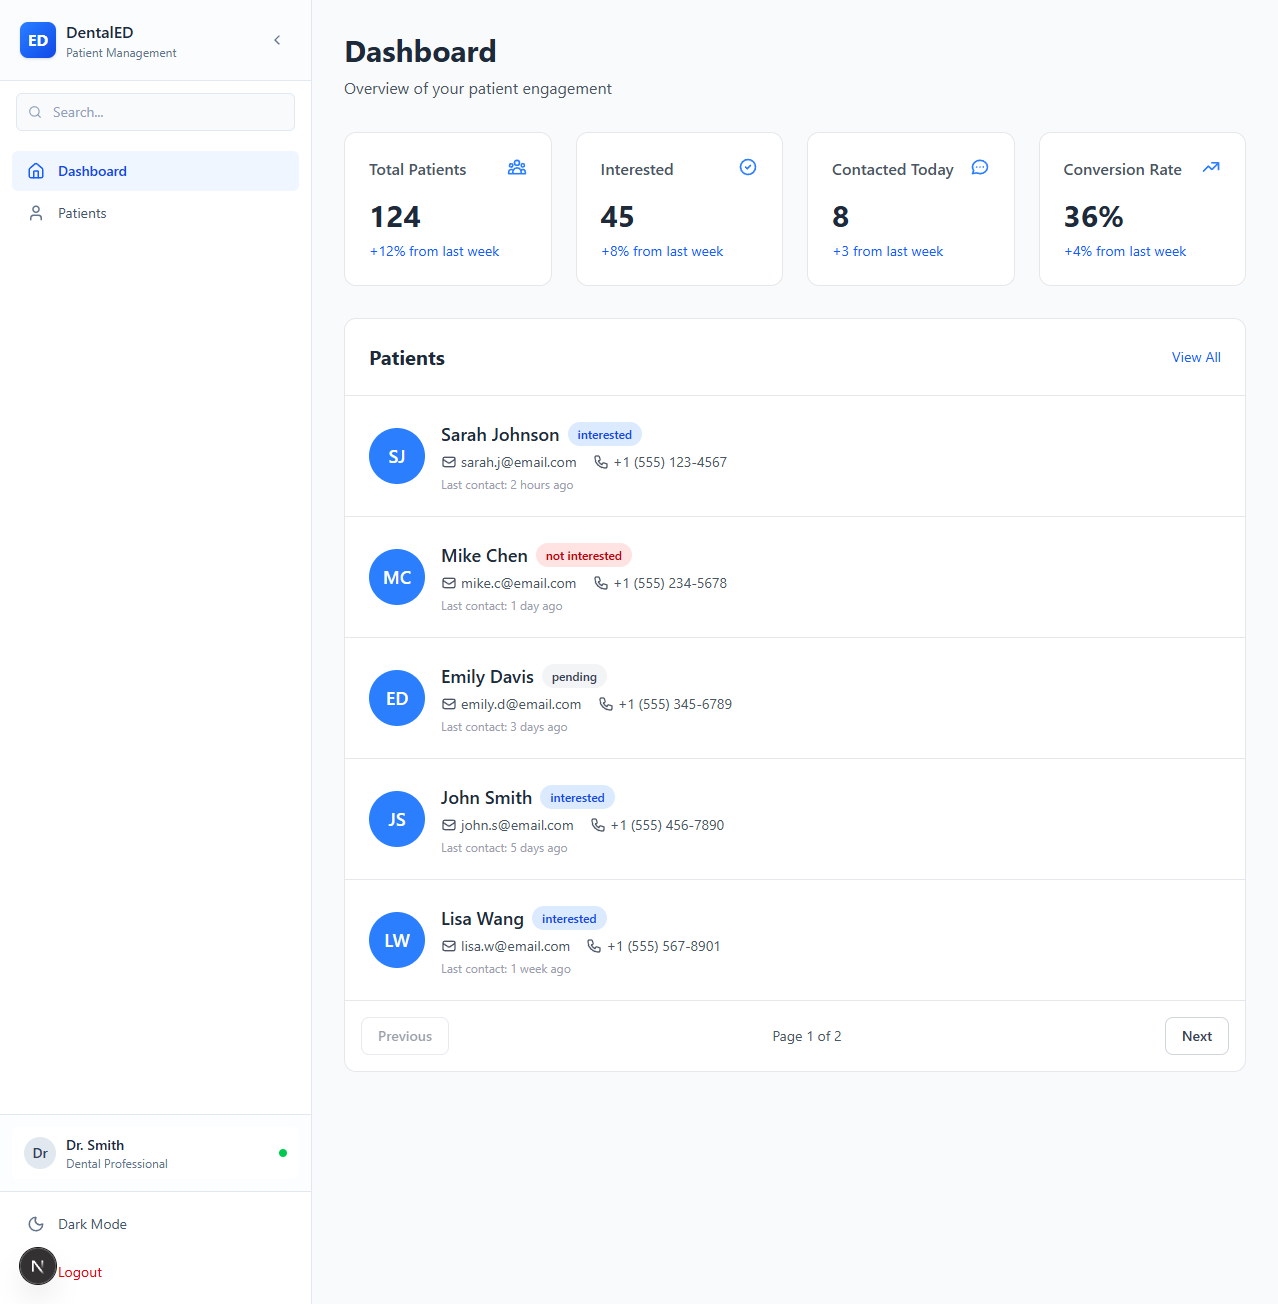 ED
DentalED
Patient Management
Search...
Dashboard
Patients
Dr
Dr. Smith
Dental Professional
Dark Mode
N
Logout
Dashboard
Overview of your patient engagement
Total Patients
124
+12% from last week
Interested
45
+8% from last week
Contacted Today
8
+3 from last week
Conversion Rate
36%
+4% from last week
Patients
View All
SJ
Sarah Johnson interested
sarah.j@email.com +1 (555) 123-4567
Last contact: 2 hours ago
MC
Mike Chen not interested
mike.c@email.com +1 (555) 234-5678
Last contact: 1 day ago
ED
Emily Davis pending
emily.d@email.com +1 (555) 345-6789
Last contact: 3 days ago
JS
John Smith interested
john.s@email.com +1 (555) 456-7890
Last contact: 5 days ago
LW
Lisa Wang interested
lisa.w@email.com +1 (555) 567-8901
Last contact: 1 week ago
Previous Page 1 of 2 Next